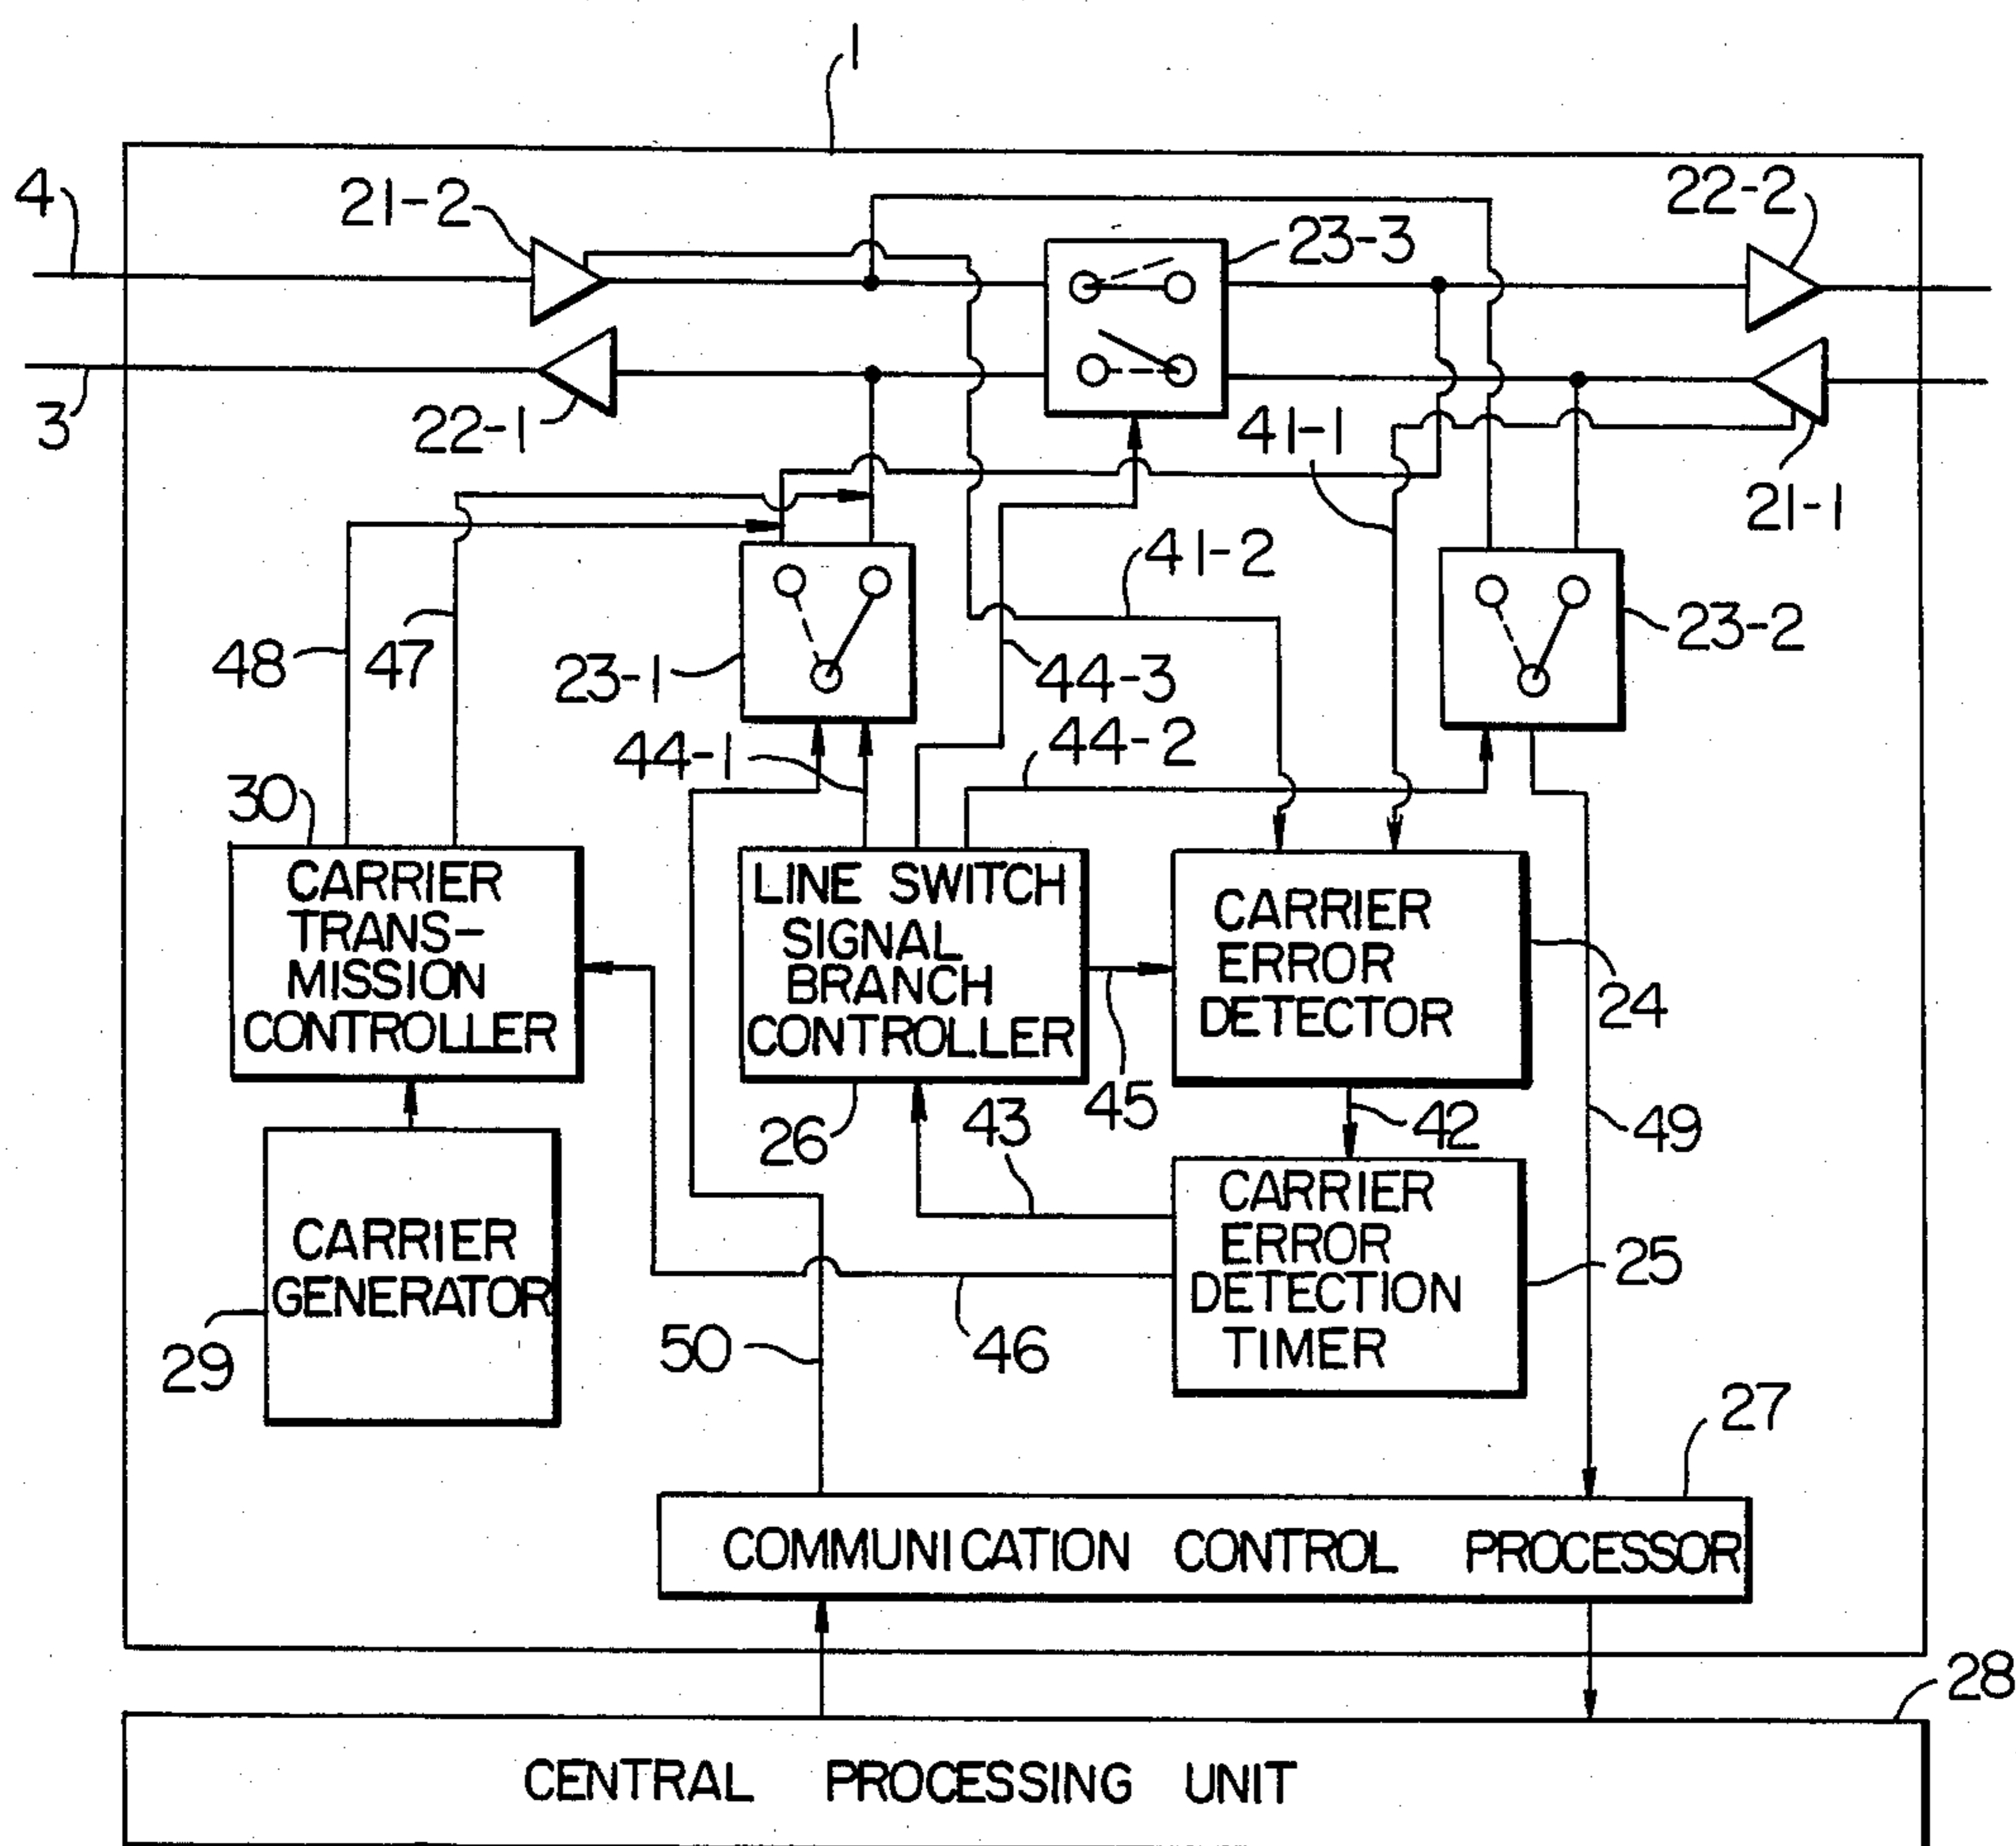 1
4
21-2
22-2
23-3
3
22-1
41-1
21-1
41-2
48
47
23-1
44-3
23-2
44-1
44-2
30
CARRIER
TRANS-
MISSION
CONTROLLER
LINE SWITCH
SIGNAL
BRANCH
CONTROLLER
CARRIER
ERROR
DETECTOR
24
26
43
45
42
49
CARRIER
GENERATOR
29
CARRIER
ERROR
DETECTION
TIMER
25
50
46
27
COMMUNICATION CONTROL PROCESSOR
28
CENTRAL PROCESSING UNIT